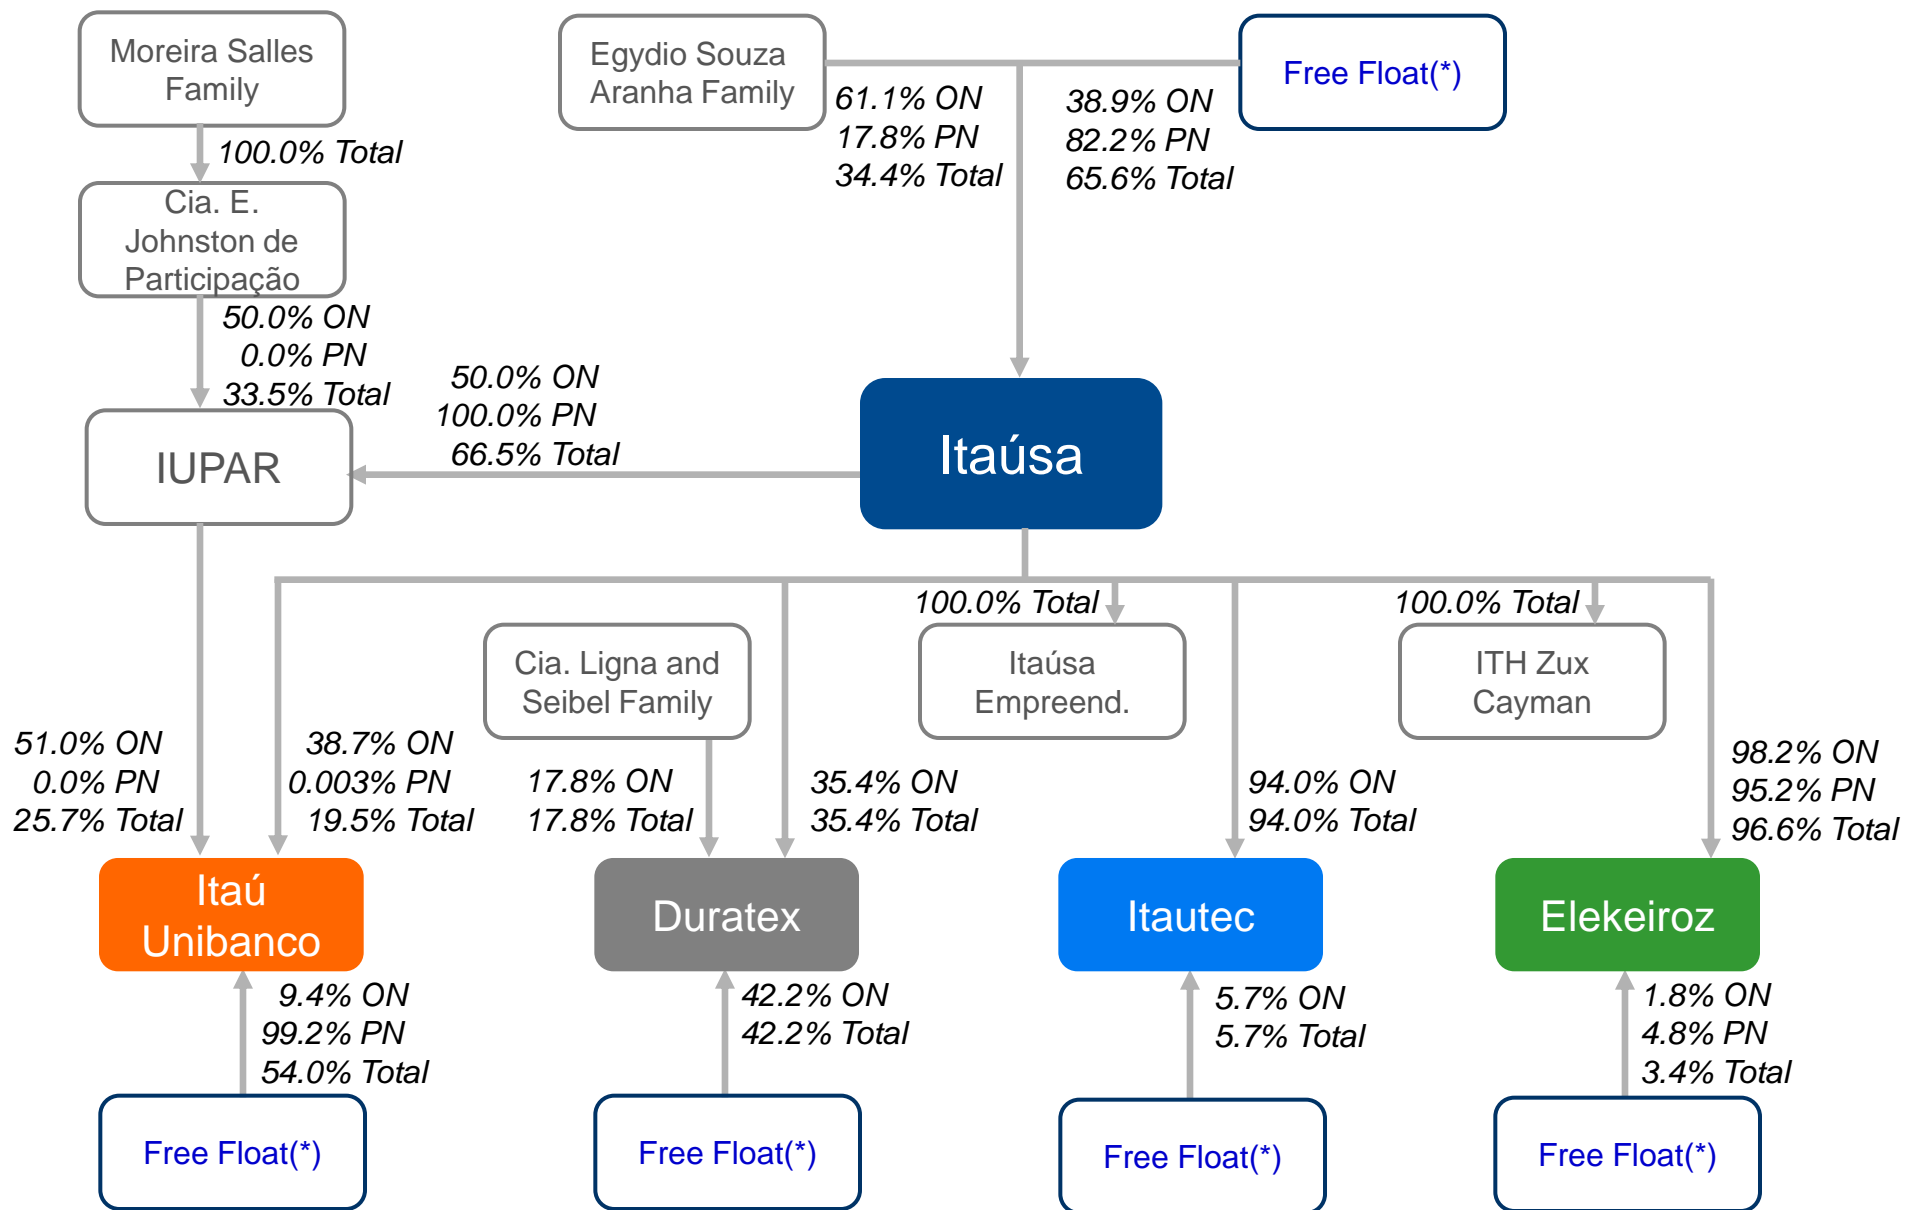 Moreira Salles
Family
Egydio Souza
Aranha Family
Free Float(*)
61.1% ON
17.8% PN
34.4% Total
38.9% ON
82.2% PN
65.6% Total
100.0% Total
Cia. E.
Johnston de
Participação
50.0% ON
0.0% PN
33.5% Total
50.0% ON
100.0% PN
66.5% Total
IUPAR
Itaúsa
100.0% Total
100.0% Total
Cia. Ligna and
Seibel Family
Itaúsa
Empreend.
ITH Zux
Cayman
51.0% ON
0.0% PN
25.7% Total
38.7% ON
0.003% PN
19.5% Total
17.8% ON
17.8% Total
35.4% ON
35.4% Total
94.0% ON
94.0% Total
98.2% ON
95.2% PN
96.6% Total
Itaú
Unibanco
Duratex
Itautec
Elekeiroz
9.4% ON
99.2% PN
54.0% Total
42.2% ON
42.2% Total
5.7% ON
5.7% Total
1.8% ON
4.8% PN
3.4% Total
Free Float(*)
Free Float(*)
Free Float(*)
Free Float(*)